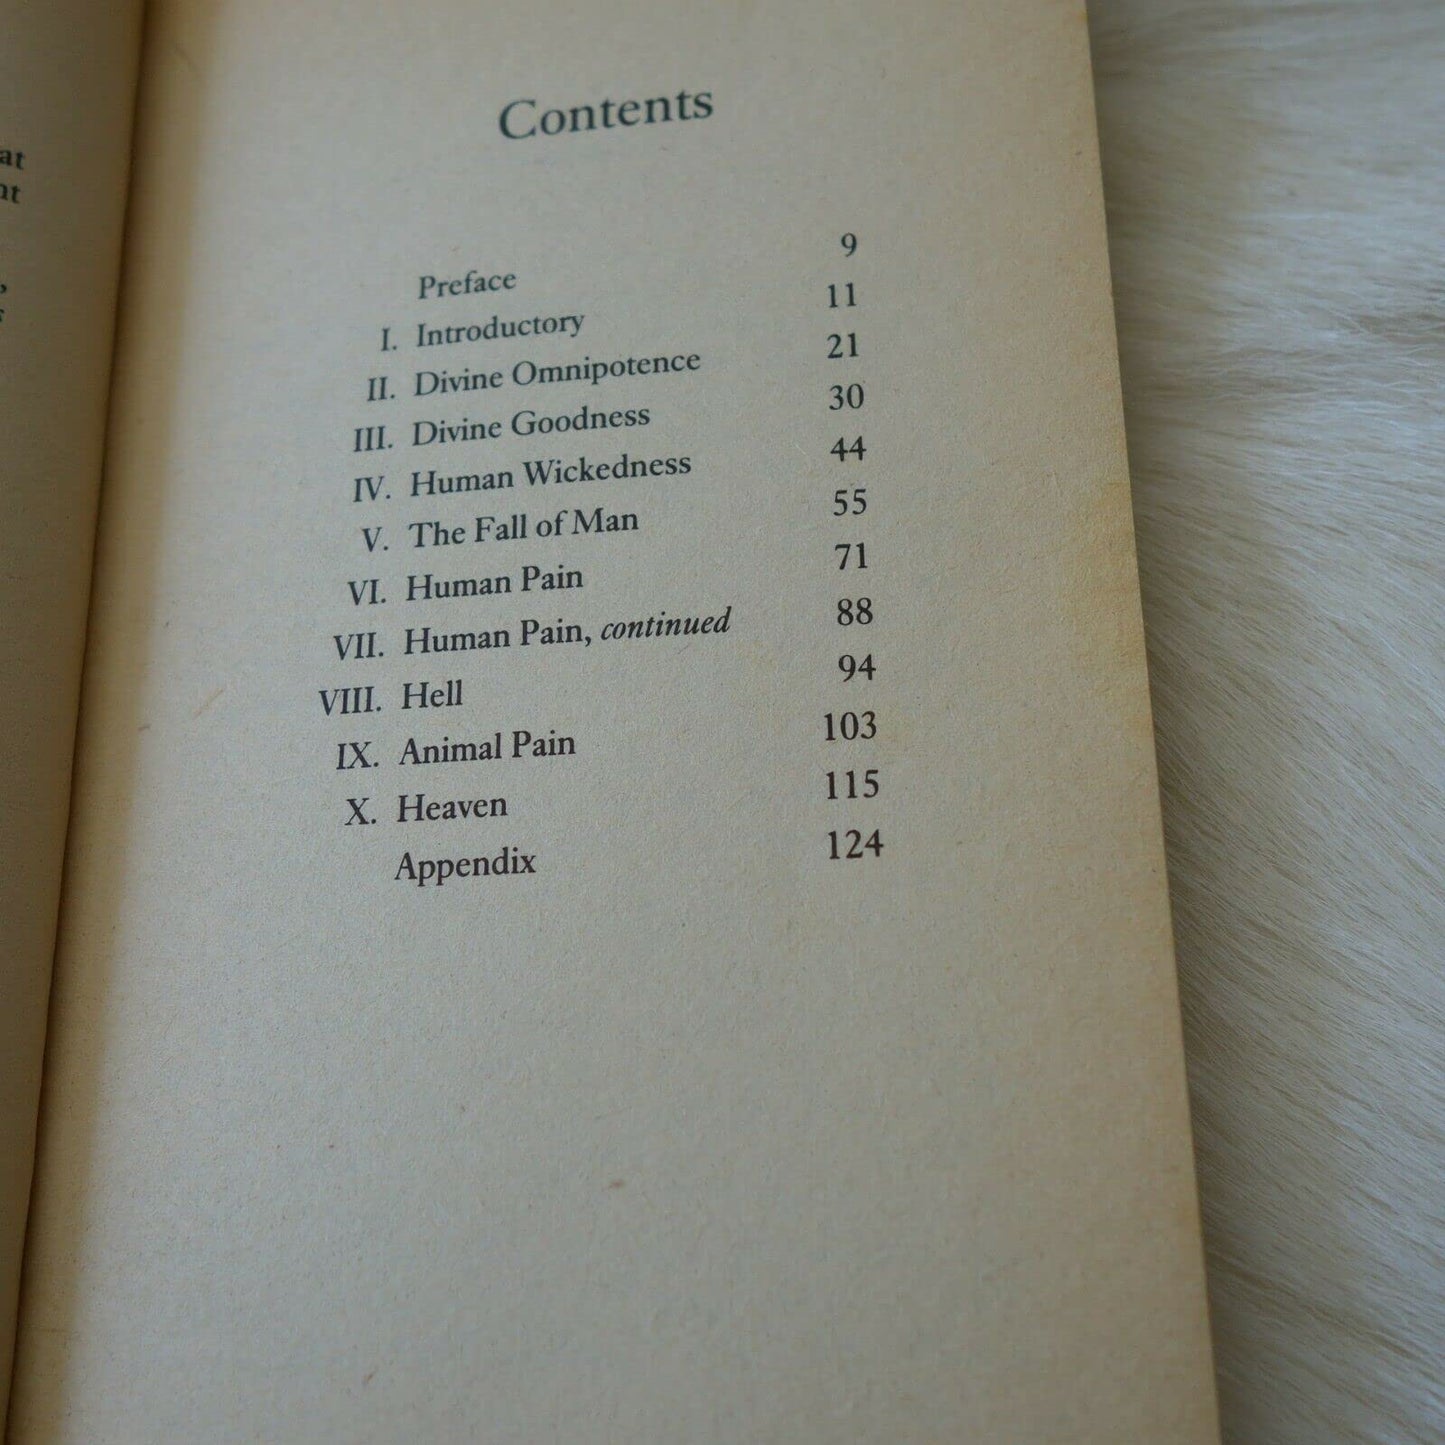 at
nt
,
Contents
Preface 9
I. Introductory 11
II. Divine Omnipotence 21
III. Divine Goodness 30
IV. Human Wickedness 44
V. The Fall of Man 55
VI. Human Pain 71
VII. Human Pain, continued 88
VIII. Hell 94
IX. Animal Pain 103
X. Heaven 115
Appendix 124